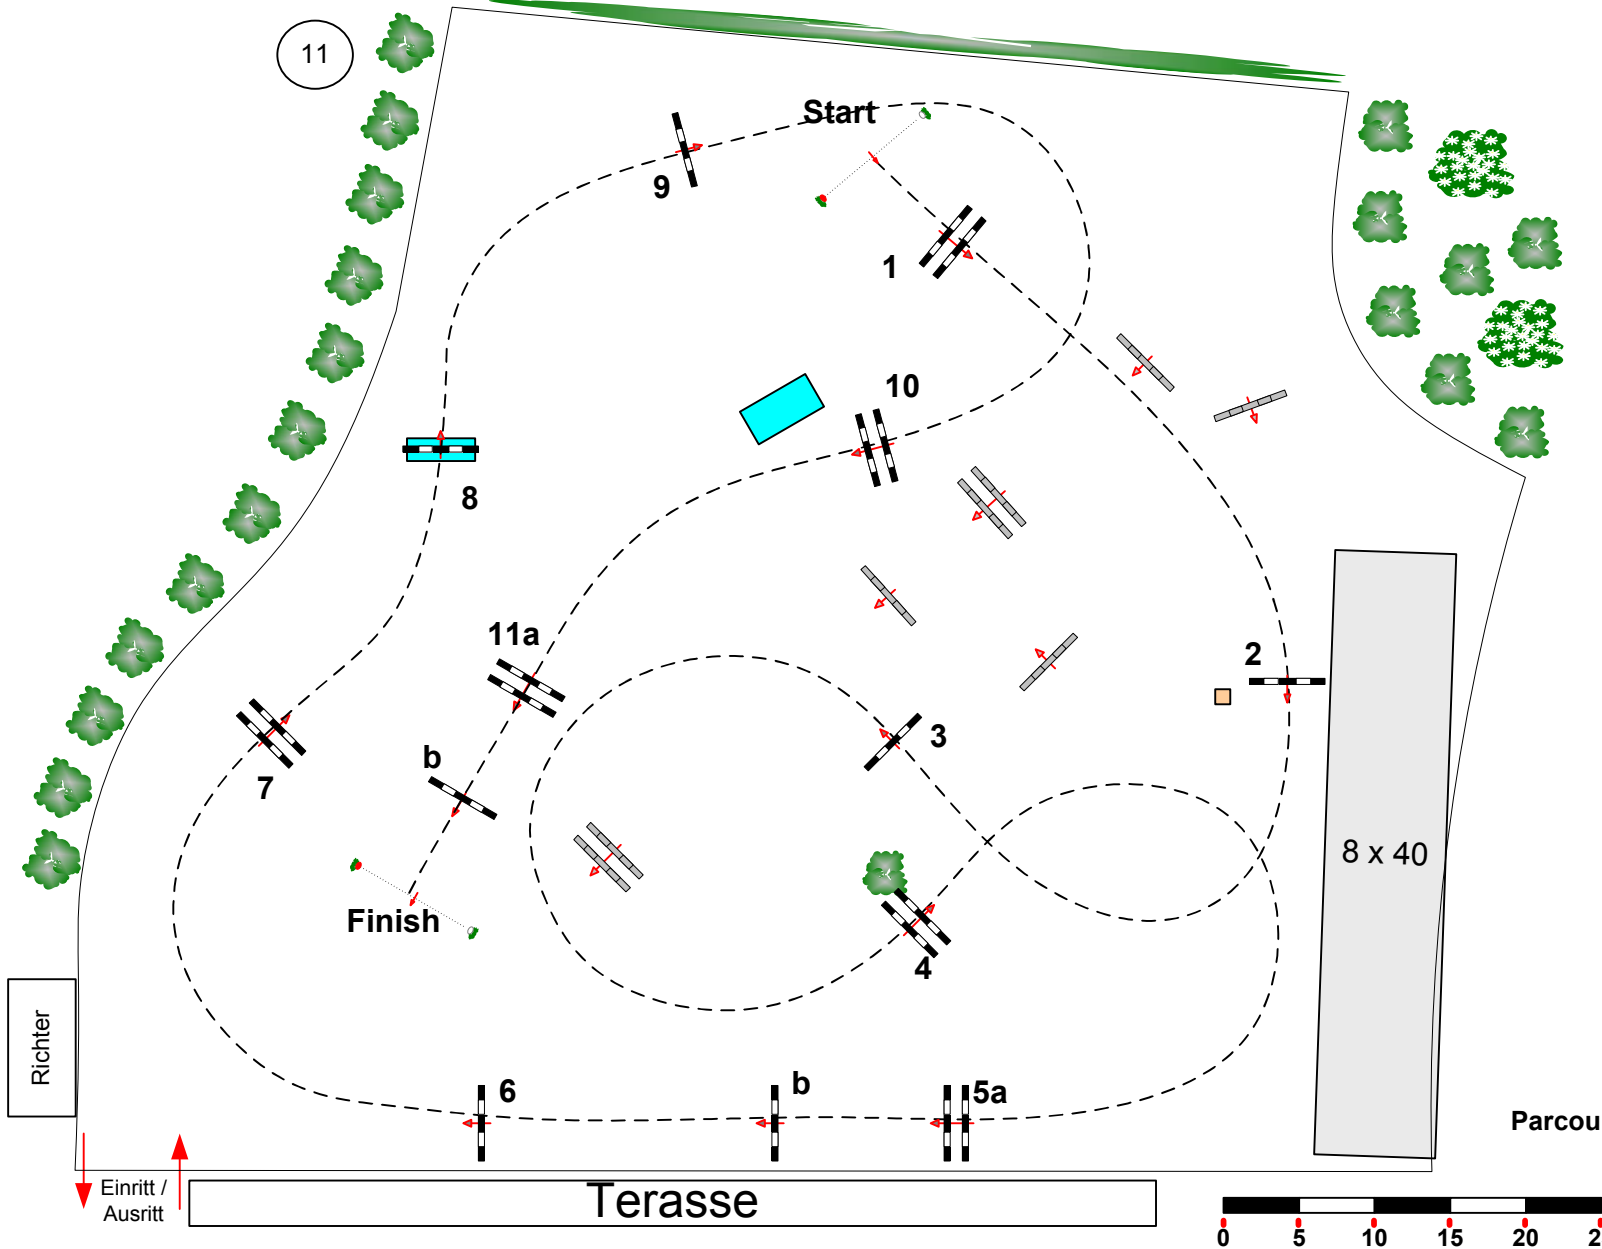 11
Start
9
1
10
8
11a
2
3
b
7
8 x 40
Finish
4
Richter
6
b
5a
Parcou
Einritt /
Ausritt
Terasse
0 5 10 15 20 2